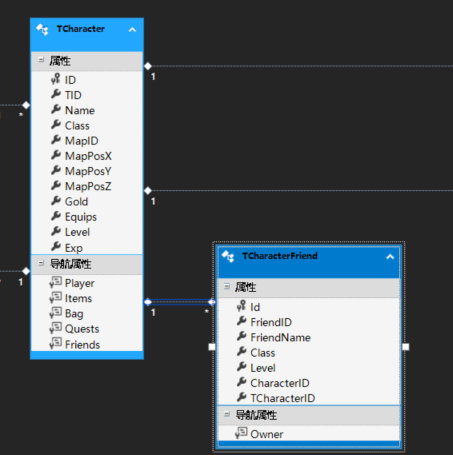 TCharacter
属性
ID
TID
Name
Class
MapID
MapPosX
MapPosY
MapPosZ
Gold
Equips
Level
Exp
导航属性
Player
Items
Bag
Quests
Friends
1
1
*
1
1
*
TCharacterFriend
属性
Id
FriendID
FriendName
Class
Level
CharacterID
TCharacterID
导航属性
Owner